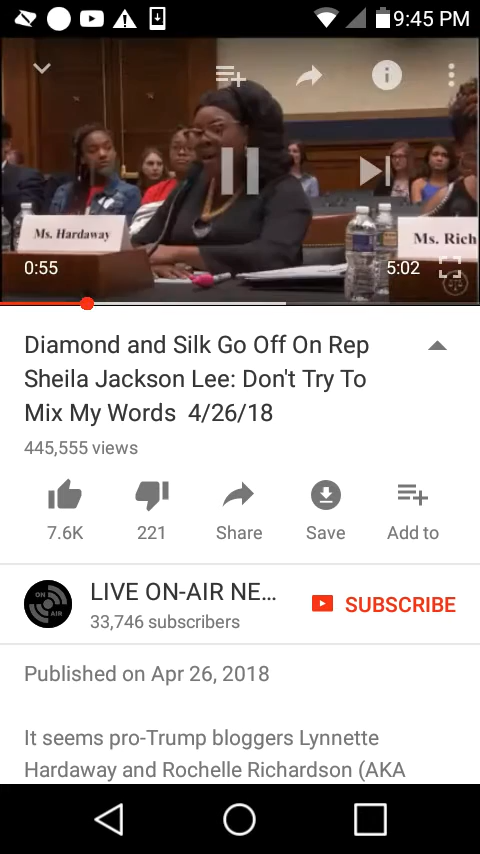 9:45 PM
Ms. Hardaway
Ms. Rich
0:55
5:02
Diamond and Silk Go Off On Rep
Sheila Jackson Lee: Don't Try To
Mix My Words 4/26/18
445,555 views
7.6K
221
Share
Save
Add to
ON
AIR
LIVE ON-AIR NE...
33,746 subscribers
SUBSCRIBE
Published on Apr 26, 2018
It seems pro-Trump bloggers Lynnette
Hardaway and Rochelle Richardson (AKA